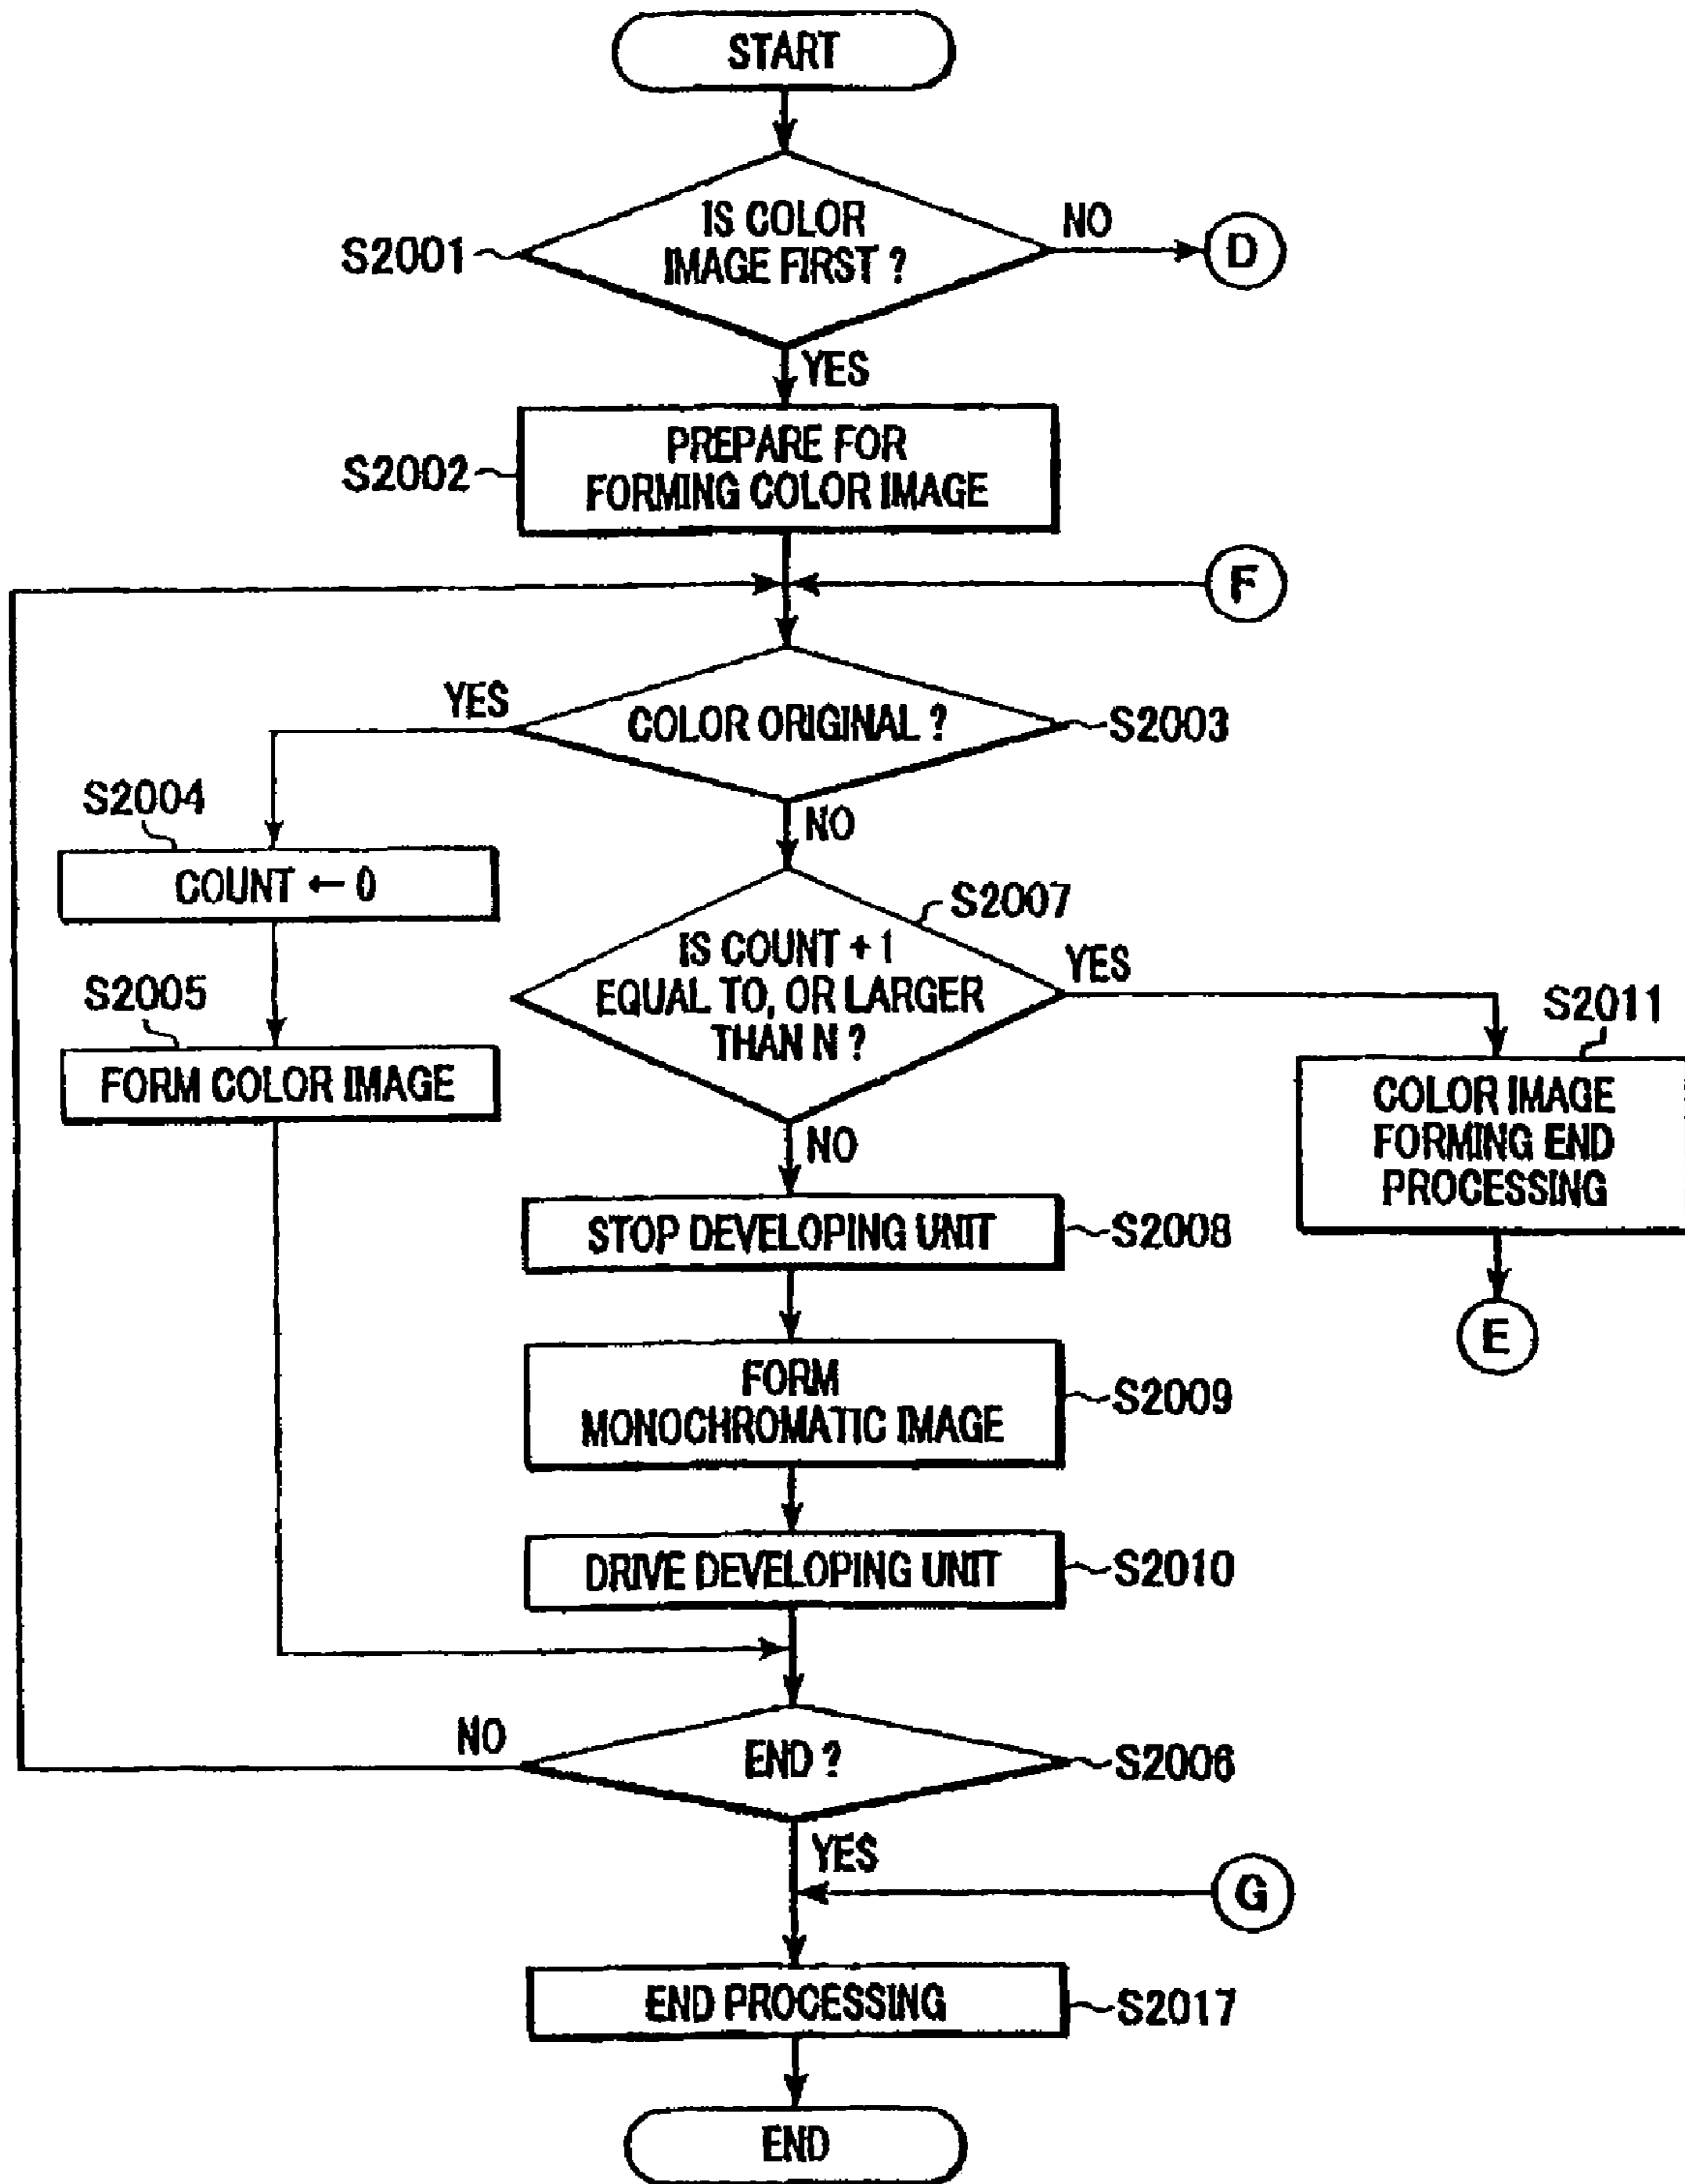 START
IS COLOR
IMAGE FIRST ?
NO
D
S2001
YES
PREPARE FOR
FORMING COLOR IMAGE
S2002
F
YES
COLOR ORIGINAL ?
S2003
S2004
NO
COUNT ← 0
S2007
IS COUNT + 1
EQUAL TO, OR LARGER
THAN N ?
YES
S2005
S2011
FORM COLOR IMAGE
COLOR IMAGE
FORMING END
PROCESSING
NO
STOP DEVELOPING UNIT
S2008
E
FORM
MONOCHROMATIC IMAGE
S2009
DRIVE DEVELOPING UNIT
S2010
NO
END ?
S2006
YES
G
END PROCESSING
S2017
END